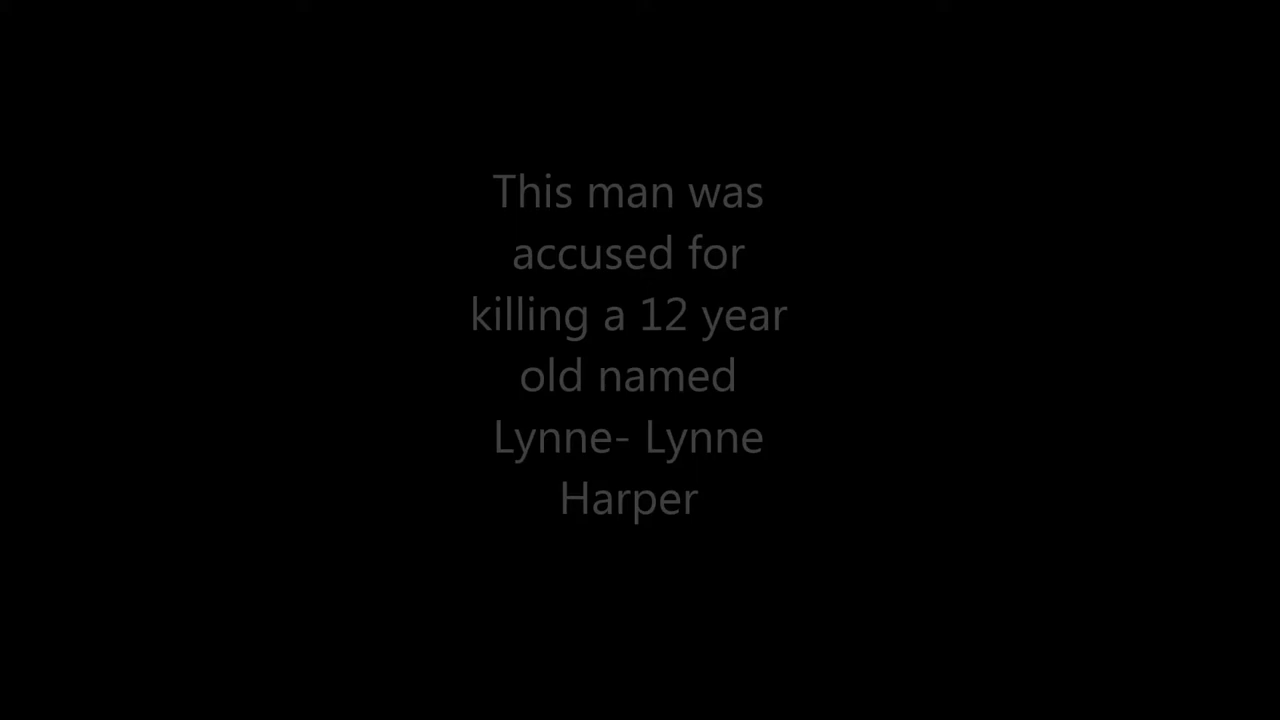 This man was
accused for
killing a 12 year
old named
Lynne- Lynne
Harper